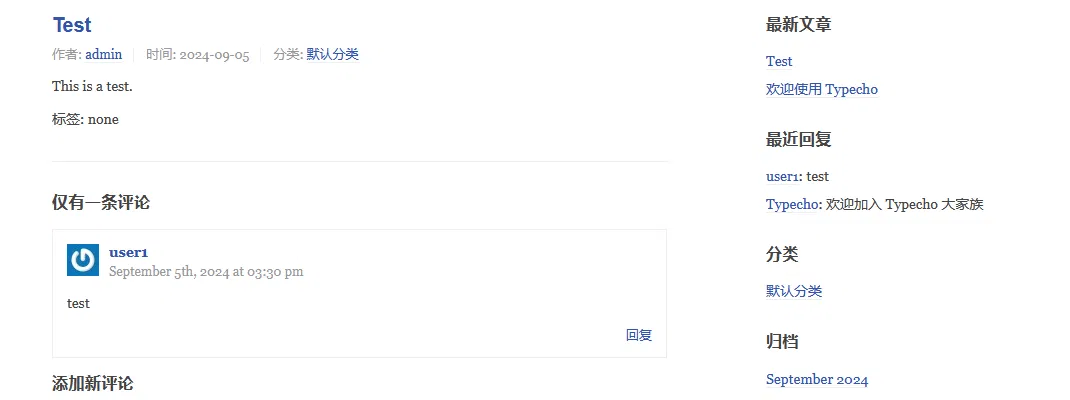 Test
作者: admin 时间: 2024-09-05 分类: 默认分类
This is a test.
标签: none
仅有一条评论
user1
September 5th, 2024 at 03:30 pm
test
回复
添加新评论
最新文章
Test
欢迎使用 Typecho
最近回复
user1: test
Typecho: 欢迎加入 Typecho 大家族
分类
默认分类
归档
September 2024